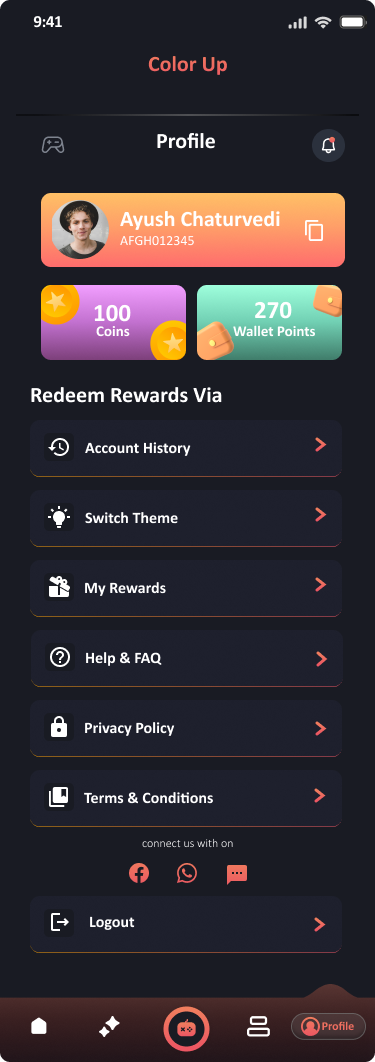 9:41
Color Up
Profile
Ayush Chaturvedi
AFGH012345
100
Coins
270
Wallet Points
Redeem Rewards Via
Account History
Switch Theme
My Rewards
Help & FAQ
Privacy Policy
Terms & Conditions
connect us with on
Logout
Profile